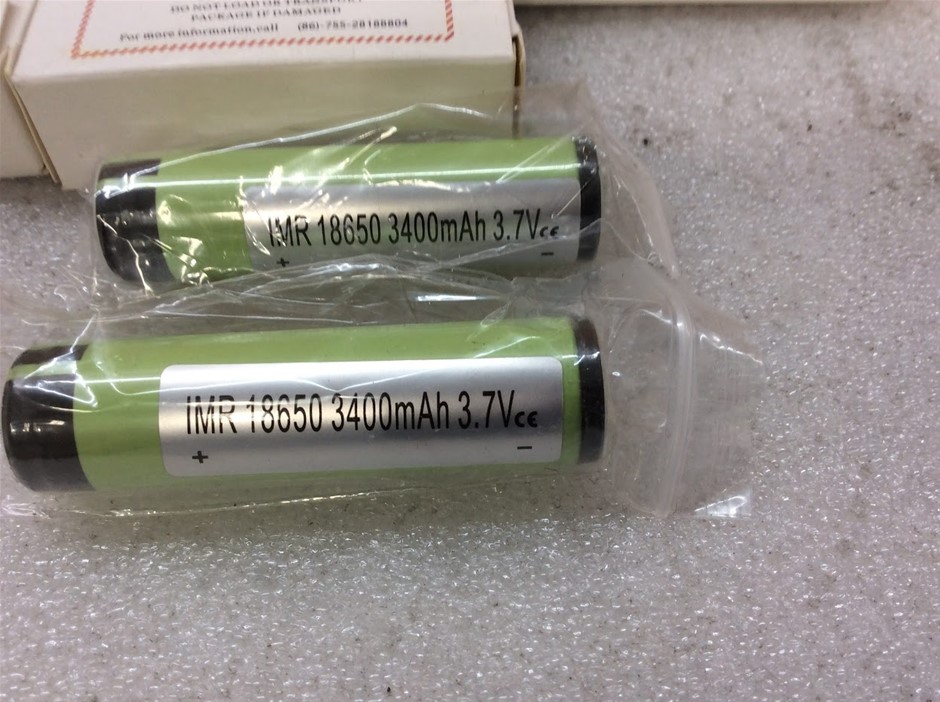 DO NOT LOAD OR TRANSPORT
PACKAGE IF DAMAGED
For more information,call (86)-755-28188804
IMR 18650 3400mAh 3.7V CE
+ −
IMR 18650 3400mAh 3.7V CE
+ −